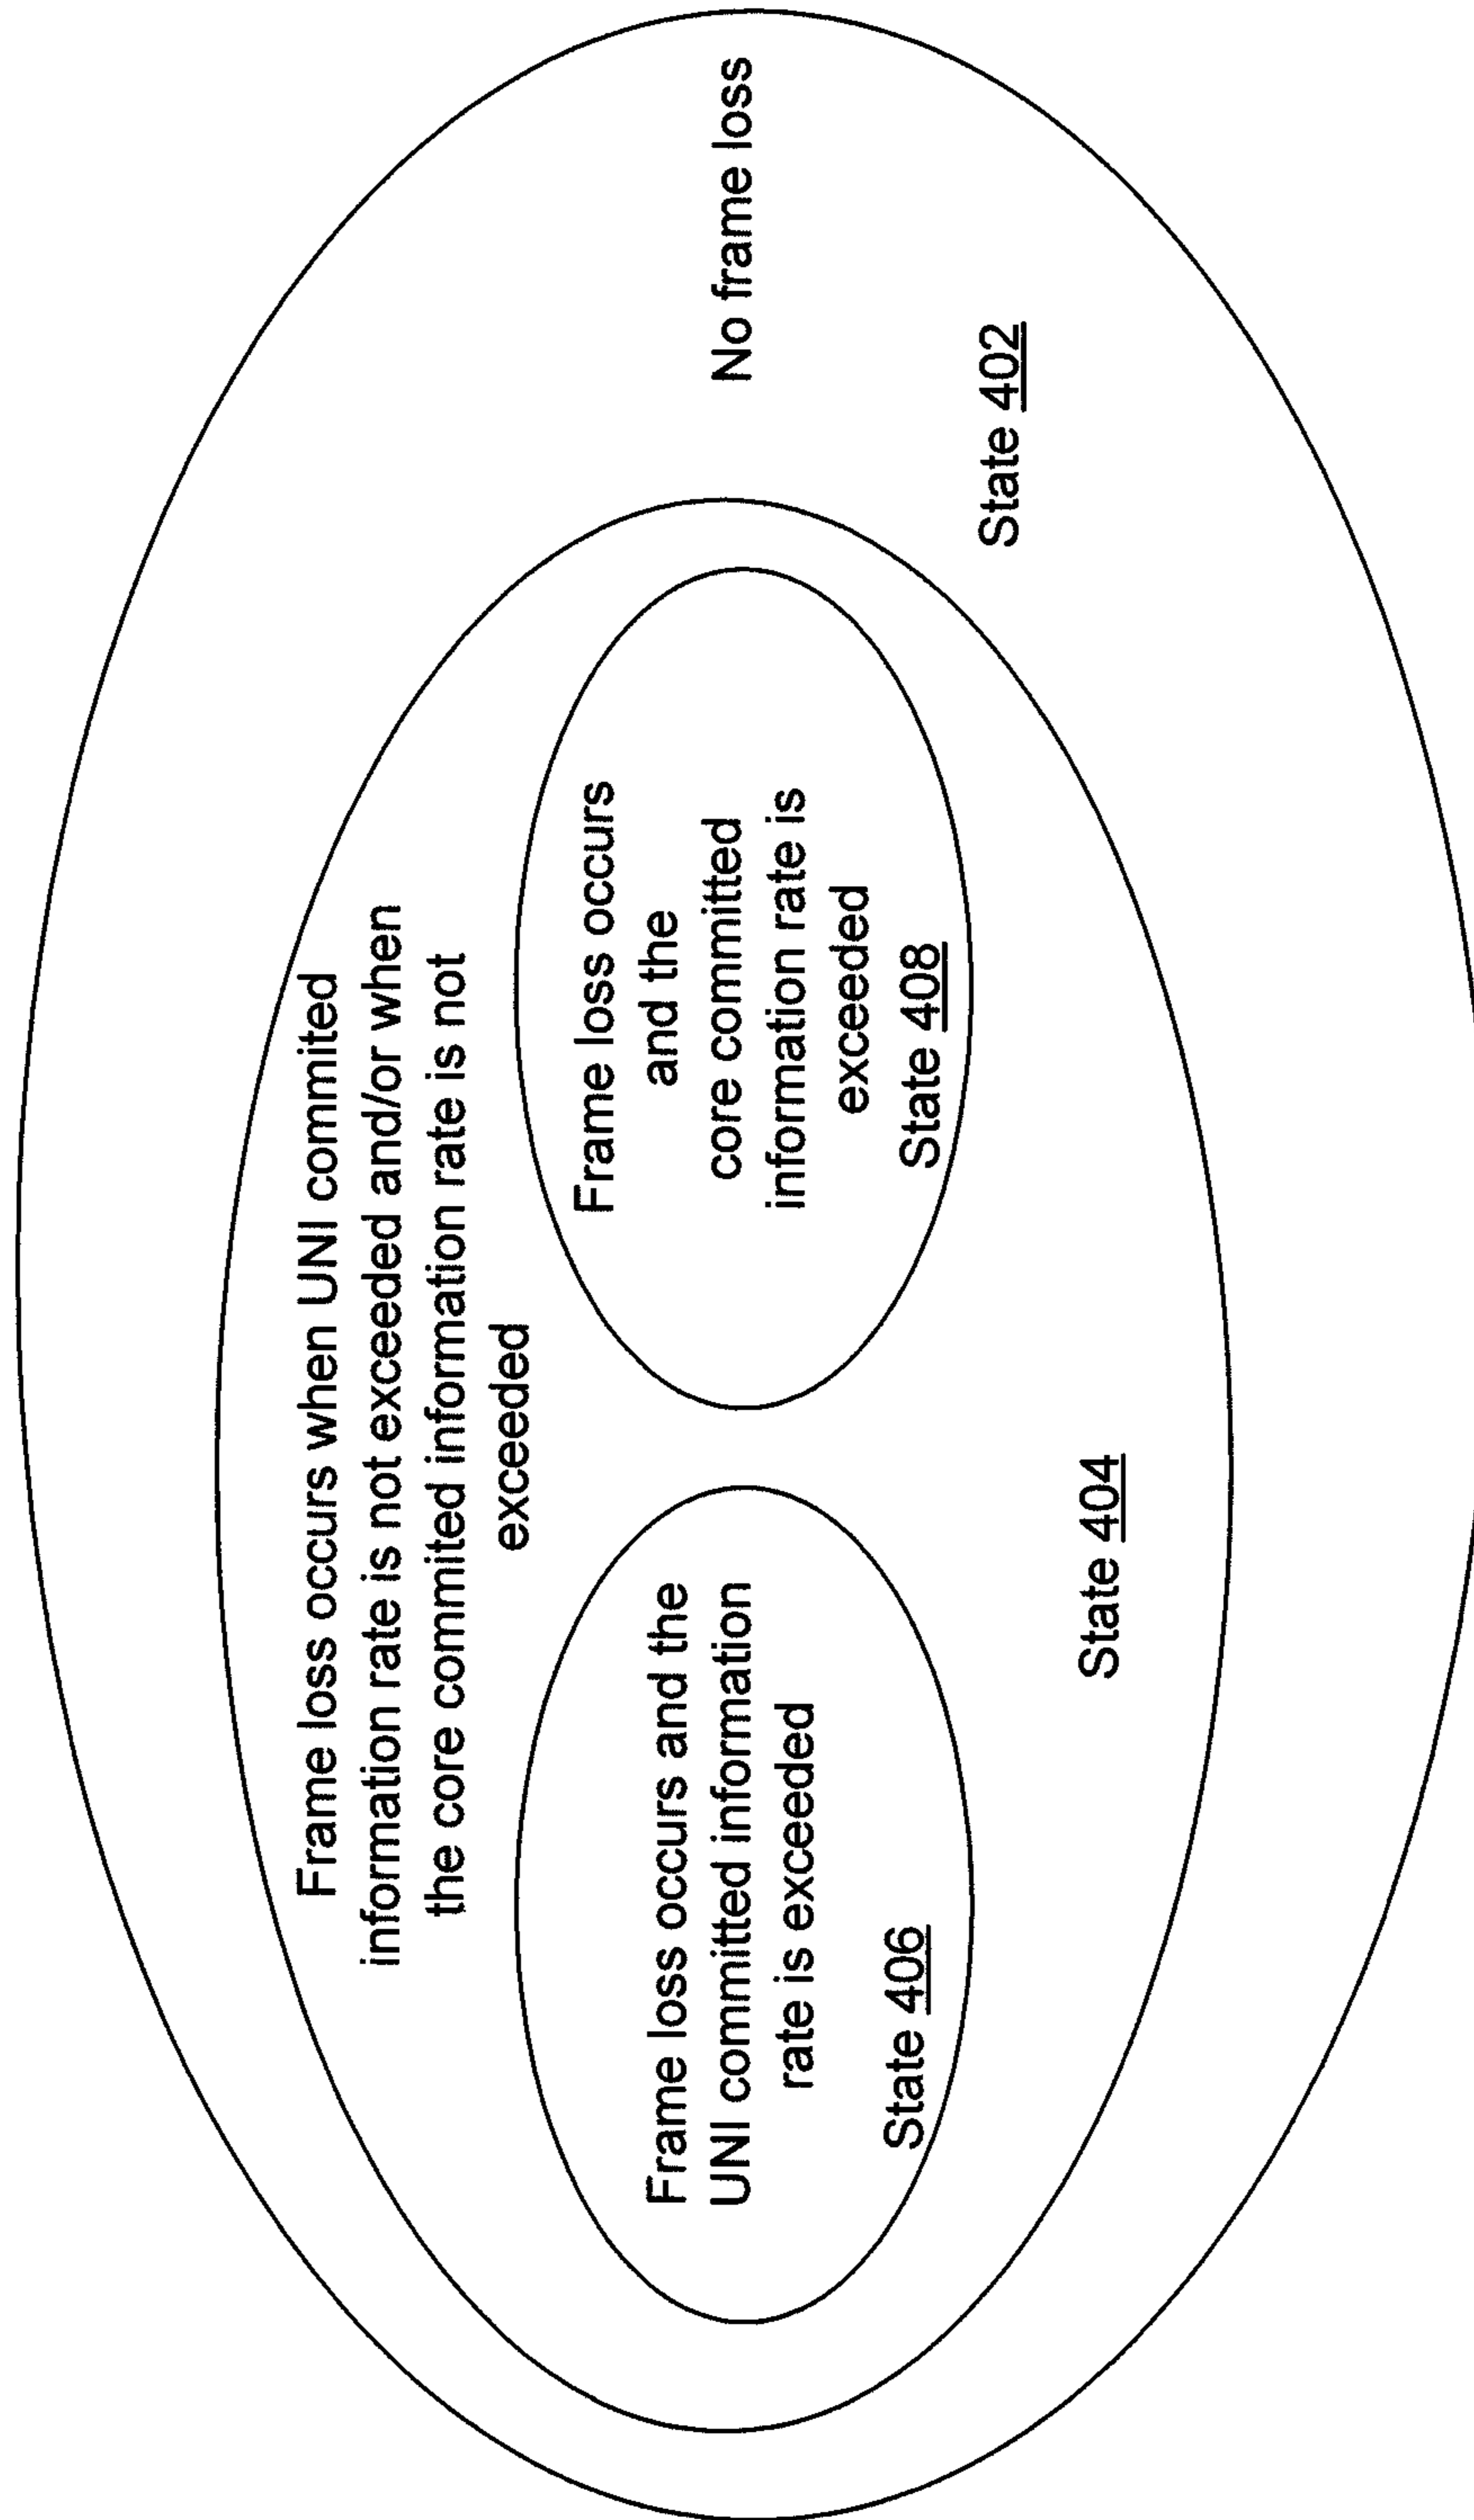 Frame loss occurs when UNI commited
information rate is not exceeded and/or when
the core commited information rate is not
exceeded
Frame loss occurs and the
UNI committed information
rate is exceeded
State 406
Frame loss occurs
and the
core committed
information rate is
exceeded
State 408
State 404
No frame loss
State 402